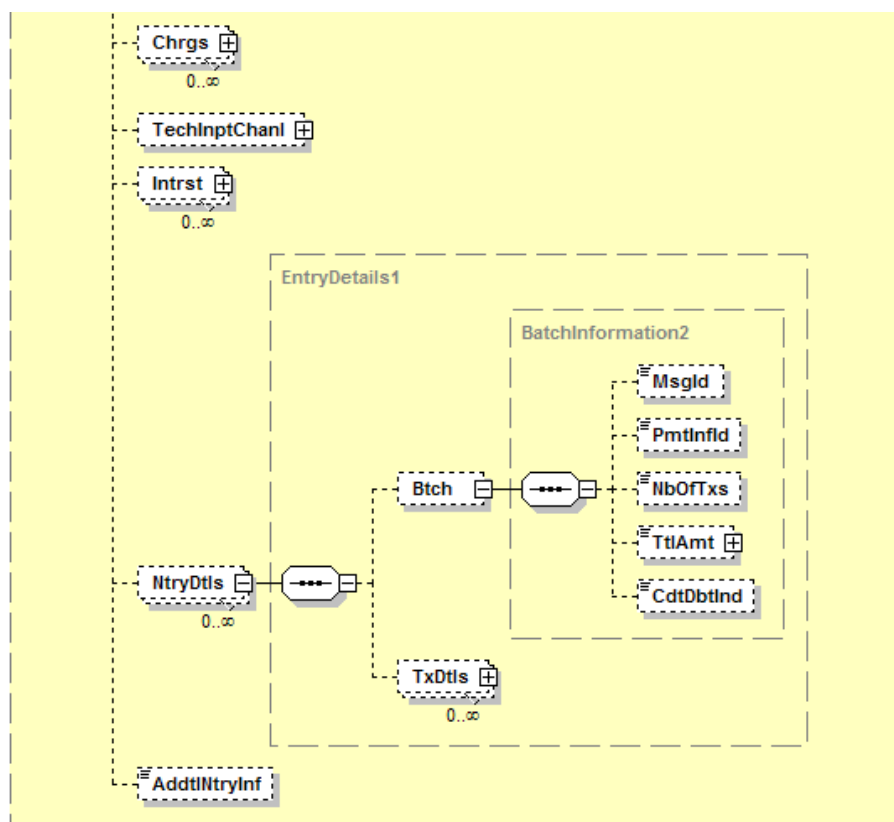 Chrgs
0..∞
TechInptChanl
Intrst
0..∞
EntryDetails1
BatchInformation2
MsgId
PmtInfId
Btch
NbOfTxs
TtlAmt
NtryDtls
CdtDbtInd
0..∞
TxDtls
0..∞
AddtlNtryInf